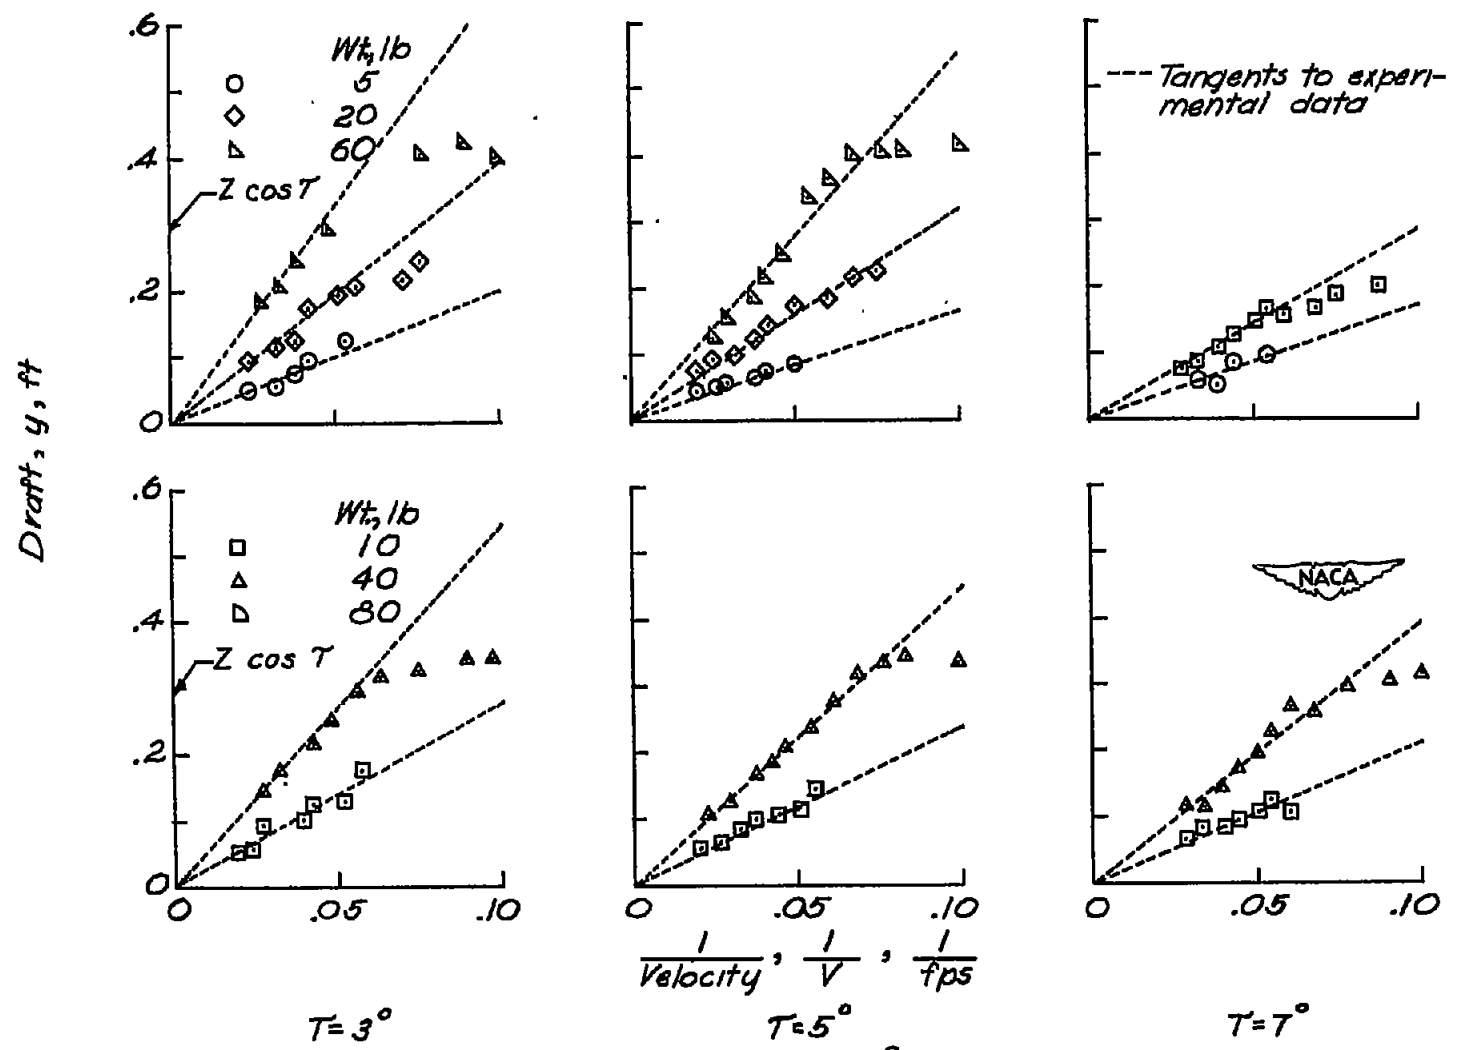 Draft, y, ft
.6
.4
.2
0
Wt., lb
5
20
60
Z cos τ
Tangents to experi-
mental data
.6
.4
.2
0
Wt., lb
10
40
80
Z cos τ
NACA
0 .05 .10
0 .05 .10
0 .05 .10
1/Velocity, 1/V, 1/fps
τ=3°
τ=5°
τ=7°